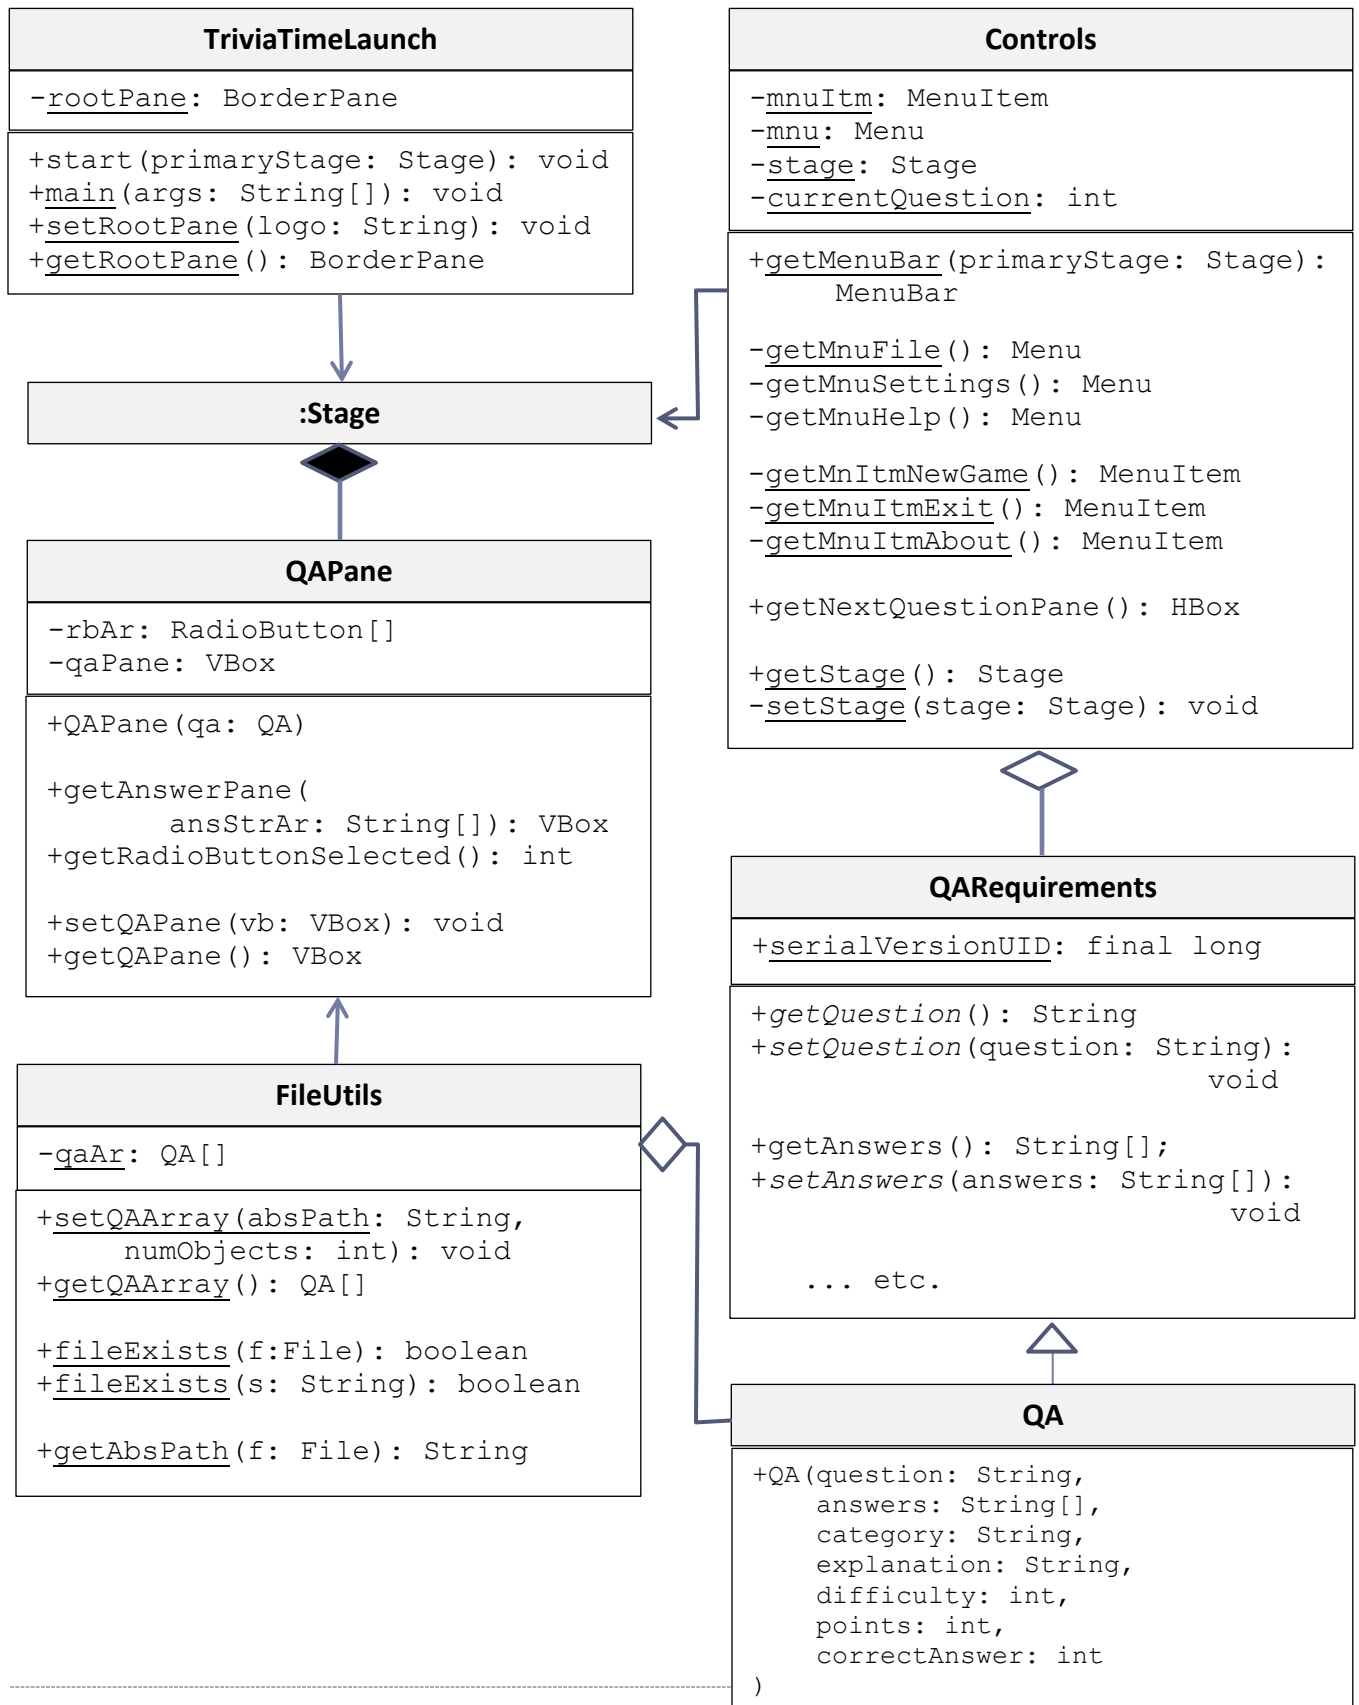 TriviaTimeLaunch
-rootPane: BorderPane
+start(primaryStage: Stage): void
+main(args: String[]): void
+setRootPane(logo: String): void
+getRootPane(): BorderPane
:Stage
QAPane
-rbAr: RadioButton[]
-qaPane: VBox
+QAPane(qa: QA)
+getAnswerPane(
ansStrAr: String[]): VBox
+getRadioButtonSelected(): int
+setQAPane(vb: VBox): void
+getQAPane(): VBox
FileUtils
-qaAr: QA[]
+setQAArray(absPath: String,
numObjects: int): void
+getQAArray(): QA[]
+fileExists(f:File): boolean
+fileExists(s: String): boolean
+getAbsPath(f: File): String
Controls
-mnuItm: MenuItem
-mnu: Menu
-stage: Stage
-currentQuestion: int
+getMenuBar(primaryStage: Stage):
MenuBar
-getMnuFile(): Menu
-getMnuSettings(): Menu
-getMnuHelp(): Menu
-getMnItmNewGame(): MenuItem
-getMnuItmExit(): MenuItem
-getMnuItmAbout(): MenuItem
+getNextQuestionPane(): HBox
+getStage(): Stage
-setStage(stage: Stage): void
QARequirements
+serialVersionUID: final long
+getQuestion(): String
+setQuestion(question: String):
void
+getAnswers(): String[];
+setAnswers(answers: String[]):
void
... etc.
QA
+QA(question: String,
answers: String[],
category: String,
explanation: String,
difficulty: int,
points: int,
correctAnswer: int
)